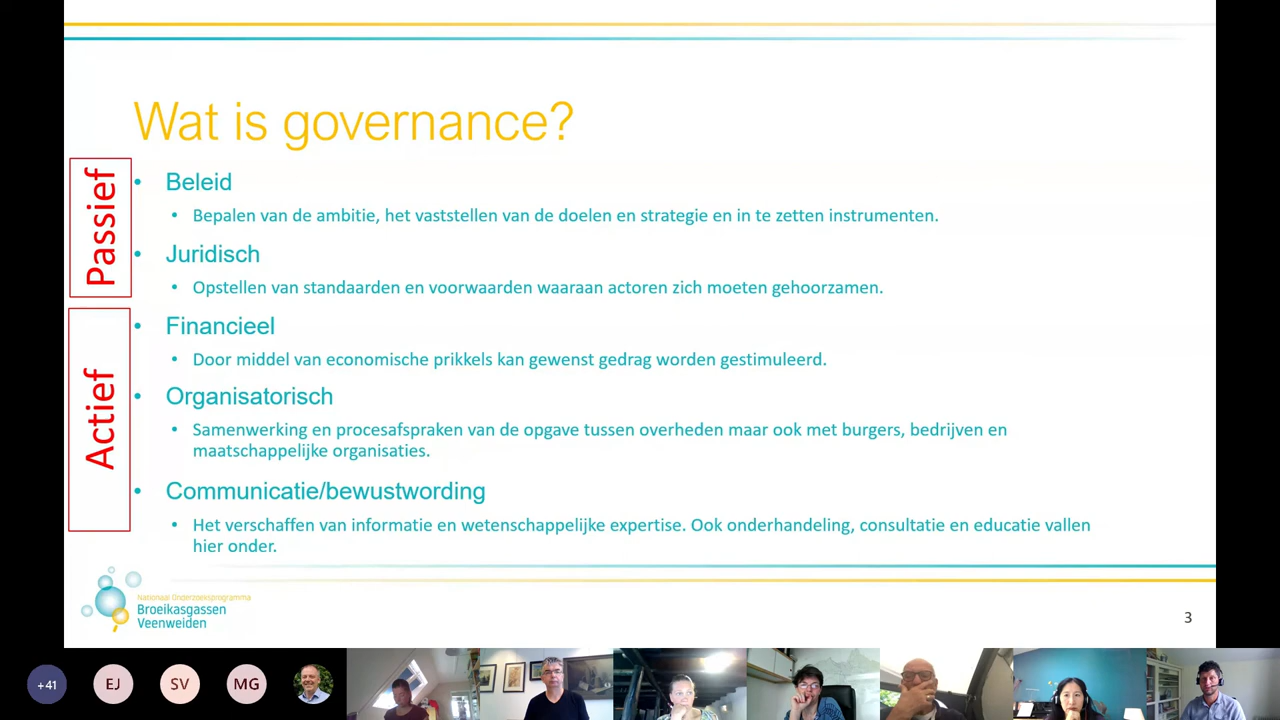 Wat is governance?
Passief
• Beleid
• Bepalen van de ambitie, het vaststellen van de doelen en strategie en in te zetten instrumenten.
• Juridisch
• Opstellen van standaarden en voorwaarden waaraan actoren zich moeten gehoorzamen.
Actief
• Financieel
• Door middel van economische prikkels kan gewenst gedrag worden gestimuleerd.
• Organisatorisch
• Samenwerking en procesafspraken van de opgave tussen overheden maar ook met burgers, bedrijven en
maatschappelijke organisaties.
• Communicatie/bewustwording
• Het verschaffen van informatie en wetenschappelijke expertise. Ook onderhandeling, consultatie en educatie vallen
hier onder.
Nationaal Onderzoeksprogramma
Broeikasgassen
Veenweiden
3
+41
EJ
SV
MG